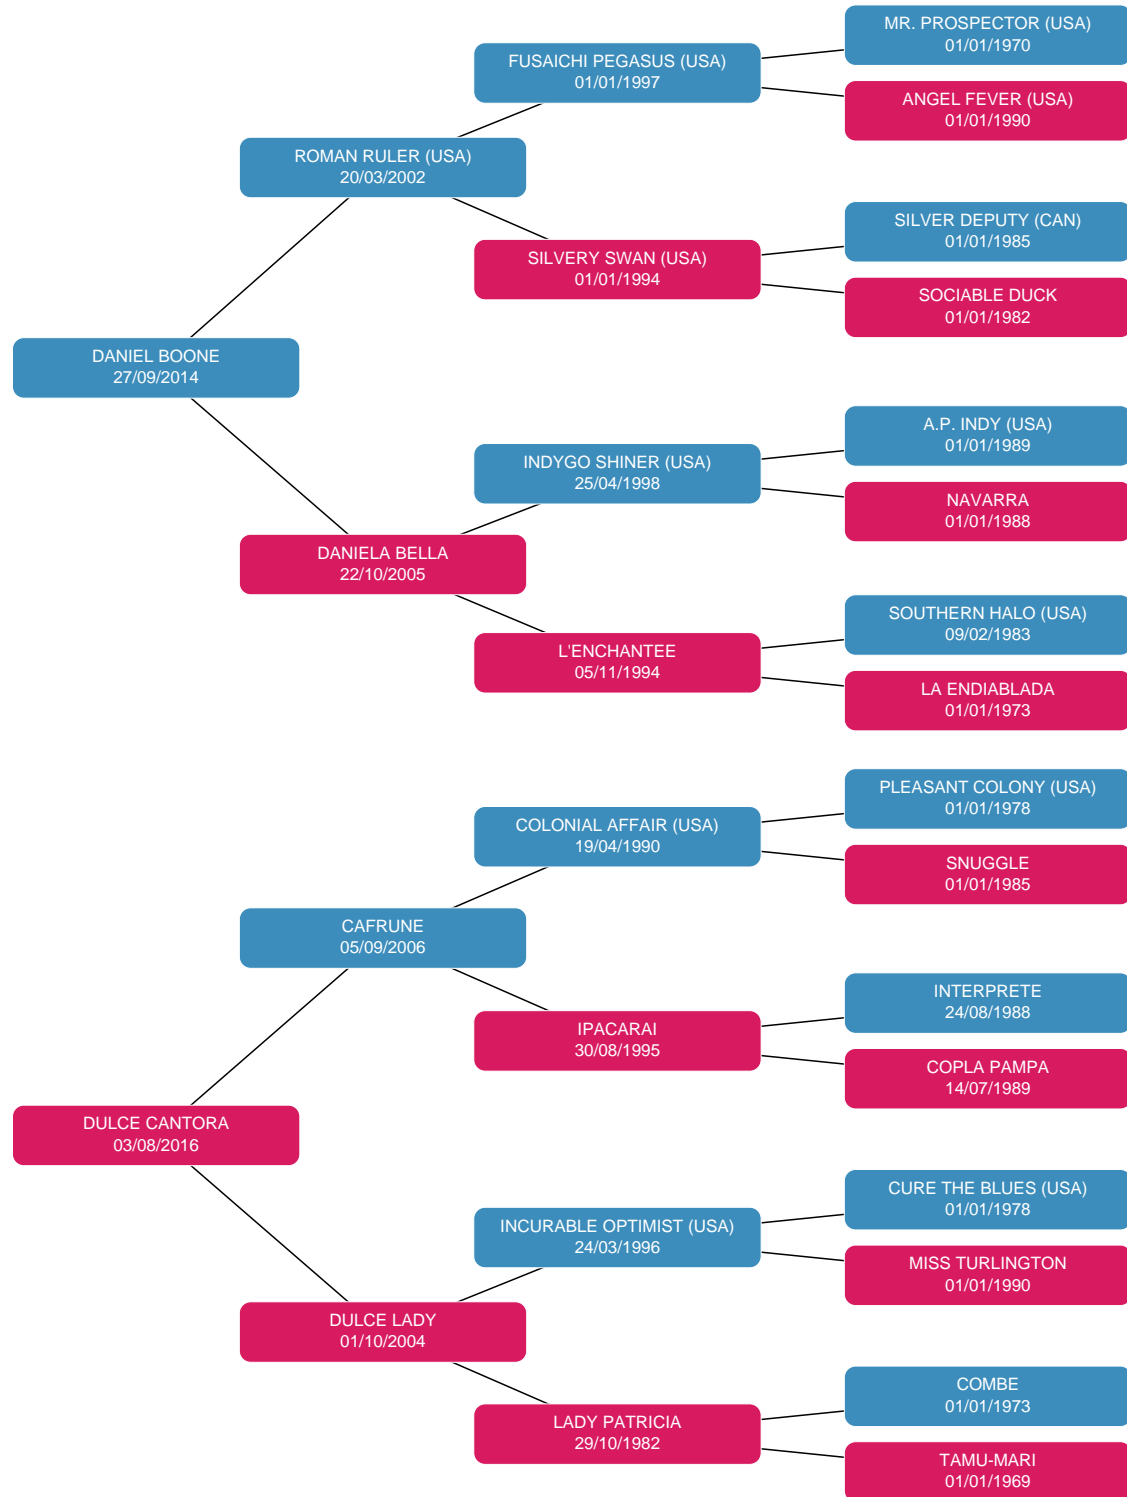 MR. PROSPECTOR (USA)
01/01/1970
FUSAICHI PEGASUS (USA)
01/01/1997
ANGEL FEVER (USA)
01/01/1990
ROMAN RULER (USA)
20/03/2002
SILVER DEPUTY (CAN)
01/01/1985
SILVERY SWAN (USA)
01/01/1994
SOCIABLE DUCK
01/01/1982
DANIEL BOONE
27/09/2014
A.P. INDY (USA)
01/01/1989
INDYGO SHINER (USA)
25/04/1998
NAVARRA
01/01/1988
DANIELA BELLA
22/10/2005
SOUTHERN HALO (USA)
09/02/1983
L'ENCHANTEE
05/11/1994
LA ENDIABLADA
01/01/1973
PLEASANT COLONY (USA)
01/01/1978
COLONIAL AFFAIR (USA)
19/04/1990
SNUGGLE
01/01/1985
CAFRUNE
05/09/2006
INTERPRETE
24/08/1988
IPACARAI
30/08/1995
COPLA PAMPA
14/07/1989
DULCE CANTORA
03/08/2016
CURE THE BLUES (USA)
01/01/1978
INCURABLE OPTIMIST (USA)
24/03/1996
MISS TURLINGTON
01/01/1990
DULCE LADY
01/10/2004
COMBE
01/01/1973
LADY PATRICIA
29/10/1982
TAMU-MARI
01/01/1969